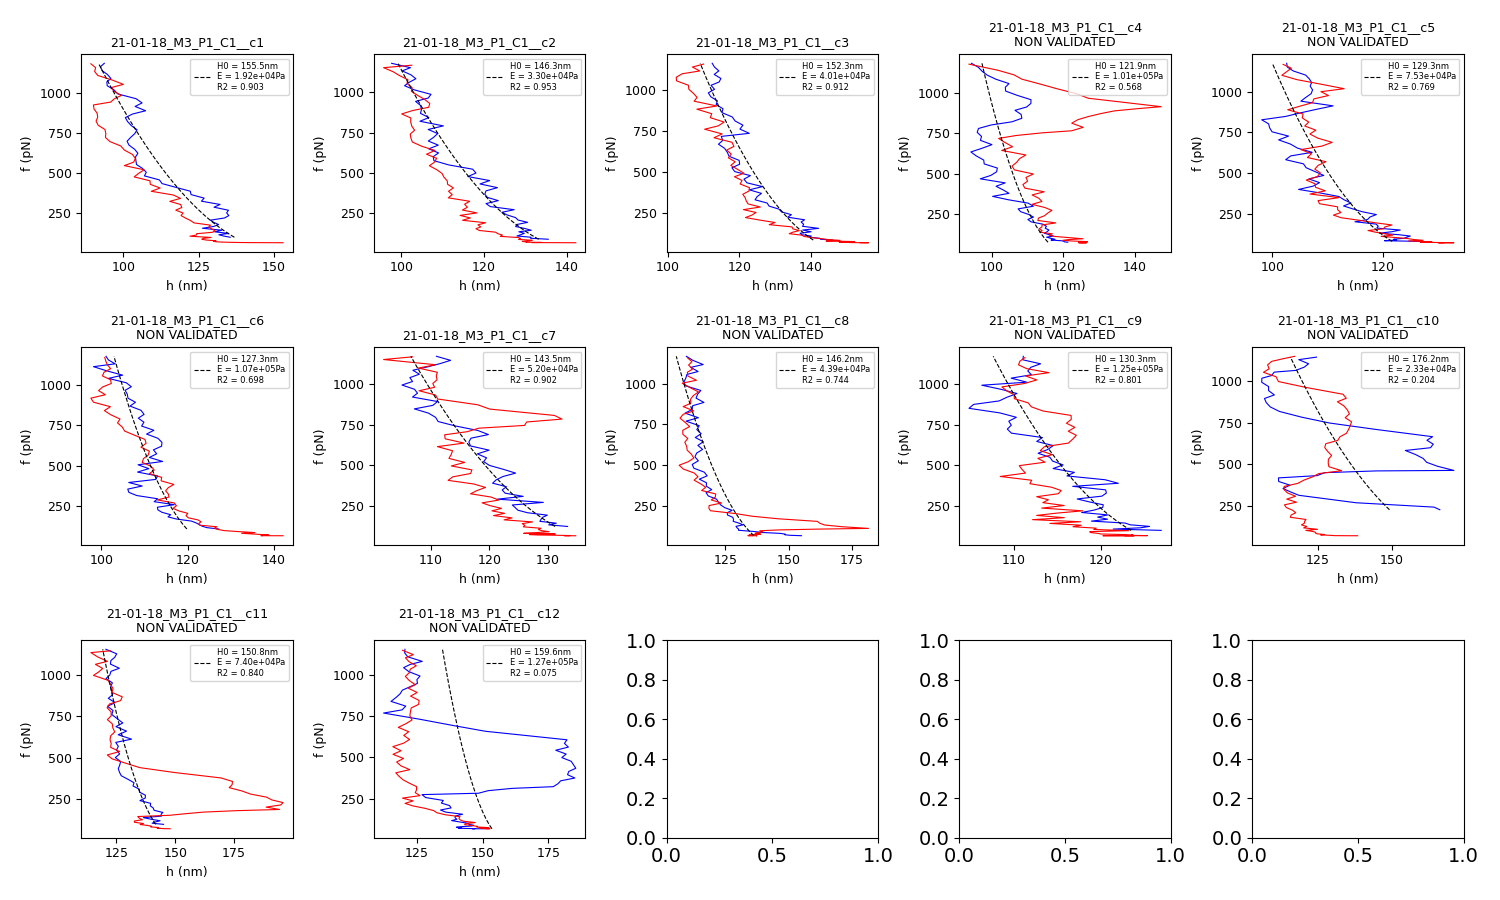 21-01-18_M3_P1_C1__c1
H0 = 155.5nm
E = 1.92e+04Pa
R2 = 0.903
1000
750
500
250
f (pN)
100
125
150
h (nm)
21-01-18_M3_P1_C1__c2
H0 = 146.3nm
E = 3.30e+04Pa
R2 = 0.953
1000
750
500
250
f (pN)
100
120
140
h (nm)
21-01-18_M3_P1_C1__c3
H0 = 152.3nm
E = 4.01e+04Pa
R2 = 0.912
1000
750
500
250
f (pN)
100
120
140
h (nm)
21-01-18_M3_P1_C1__c4
NON VALIDATED
H0 = 121.9nm
E = 1.01e+05Pa
R2 = 0.568
1000
750
500
250
f (pN)
100
120
140
h (nm)
21-01-18_M3_P1_C1__c5
NON VALIDATED
H0 = 129.3nm
E = 7.53e+04Pa
R2 = 0.769
1000
750
500
250
f (pN)
100
120
h (nm)
21-01-18_M3_P1_C1__c6
NON VALIDATED
H0 = 127.3nm
E = 1.07e+05Pa
R2 = 0.698
1000
750
500
250
f (pN)
100
120
140
h (nm)
21-01-18_M3_P1_C1__c7
H0 = 143.5nm
E = 5.20e+04Pa
R2 = 0.902
1000
750
500
250
f (pN)
110
120
130
h (nm)
21-01-18_M3_P1_C1__c8
NON VALIDATED
H0 = 146.2nm
E = 4.39e+04Pa
R2 = 0.744
1000
750
500
250
f (pN)
125
150
175
h (nm)
21-01-18_M3_P1_C1__c9
NON VALIDATED
H0 = 130.3nm
E = 1.25e+05Pa
R2 = 0.801
1000
750
500
250
f (pN)
110
120
h (nm)
21-01-18_M3_P1_C1__c10
NON VALIDATED
H0 = 176.2nm
E = 2.33e+04Pa
R2 = 0.204
1000
750
500
250
f (pN)
125
150
h (nm)
21-01-18_M3_P1_C1__c11
NON VALIDATED
H0 = 150.8nm
E = 7.40e+04Pa
R2 = 0.840
1000
750
500
250
f (pN)
125
150
175
h (nm)
21-01-18_M3_P1_C1__c12
NON VALIDATED
H0 = 159.6nm
E = 1.27e+05Pa
R2 = 0.075
1000
750
500
250
f (pN)
125
150
175
h (nm)
1.0
0.8
0.6
0.4
0.2
0.0
0.0
0.5
1.0
1.0
0.8
0.6
0.4
0.2
0.0
0.0
0.5
1.0
1.0
0.8
0.6
0.4
0.2
0.0
0.0
0.5
1.0